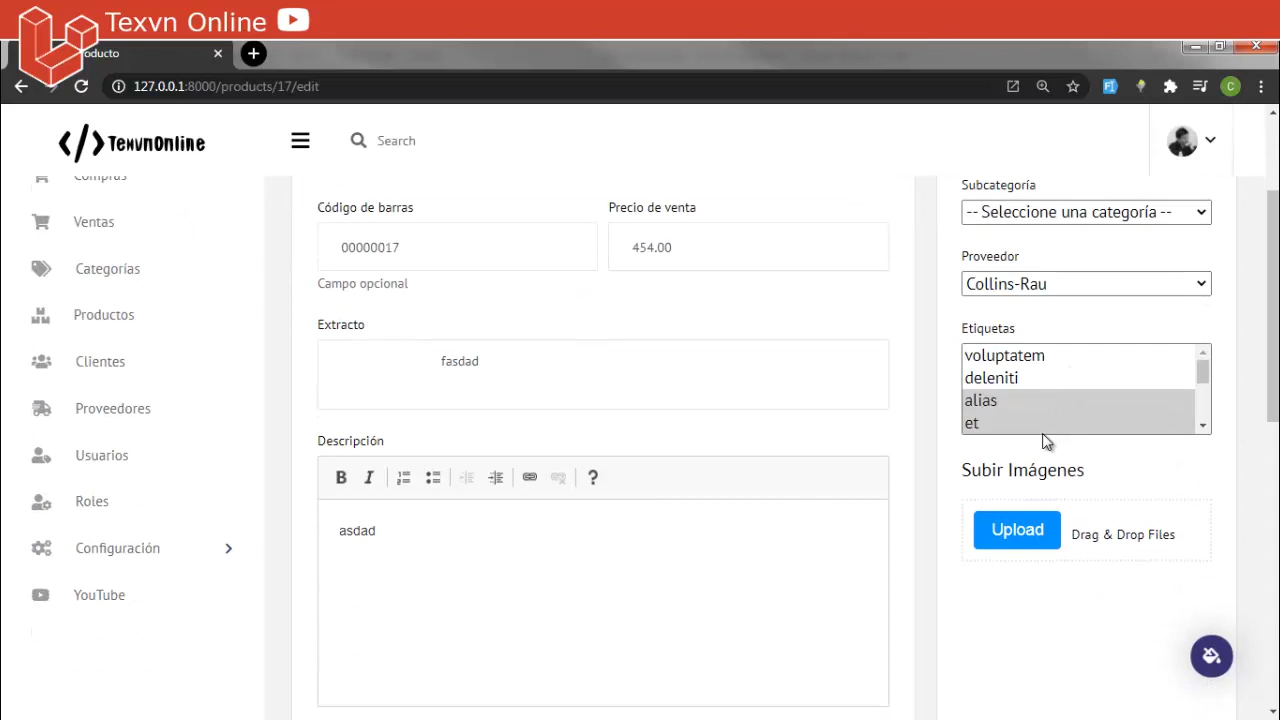 Texvn Online
oducto
127.0.0.1:8000/products/17/edit
C
</> TexvnOnline
Search
Compras
Ventas
Categorías
Productos
Clientes
Proveedores
Usuarios
Roles
Configuración
YouTube
Código de barras
00000017
Campo opcional
Precio de venta
454.00
Extracto
fasdad
Descripción
B I ?
asdad
Subcategoría
-- Seleccione una categoría --
Proveedor
Collins-Rau
Etiquetas
voluptatem
deleniti
alias
et
Subir Imágenes
Upload
Drag & Drop Files